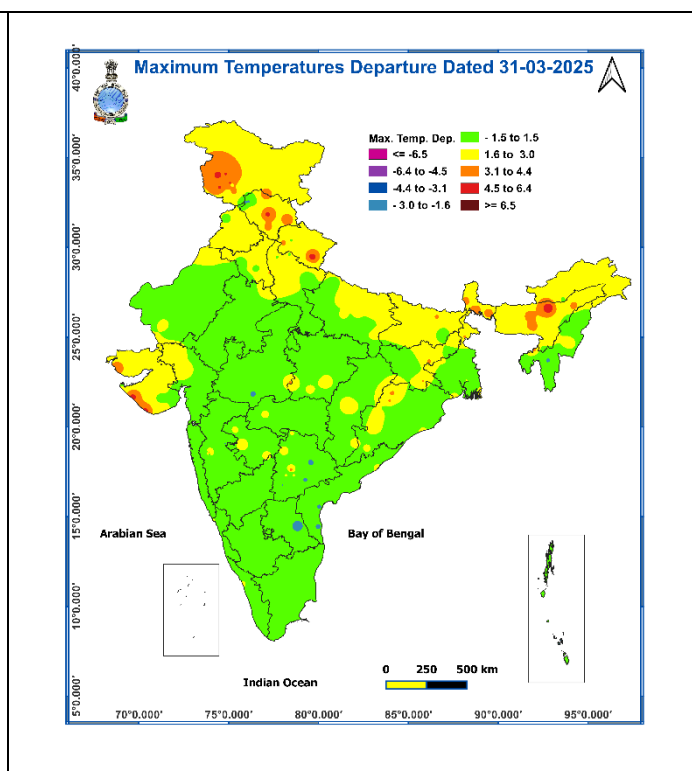 Maximum Temperatures Departure Dated 31-03-2025
Max. Temp. Dep.
<= -6.5
-6.4 to -4.5
-4.4 to -3.1
- 3.0 to -1.6
- 1.5 to 1.5
1.6 to 3.0
3.1 to 4.4
4.5 to 6.4
>= 6.5
40°0.000'
35°0.000'
30°0.000'
25°0.000'
20°0.000'
15°0.000'
10°0.000'
5°0.000'
Arabian Sea
Bay of Bengal
Indian Ocean
0 250 500 km
70°0.000' 75°0.000' 80°0.000' 85°0.000' 90°0.000' 95°0.000'